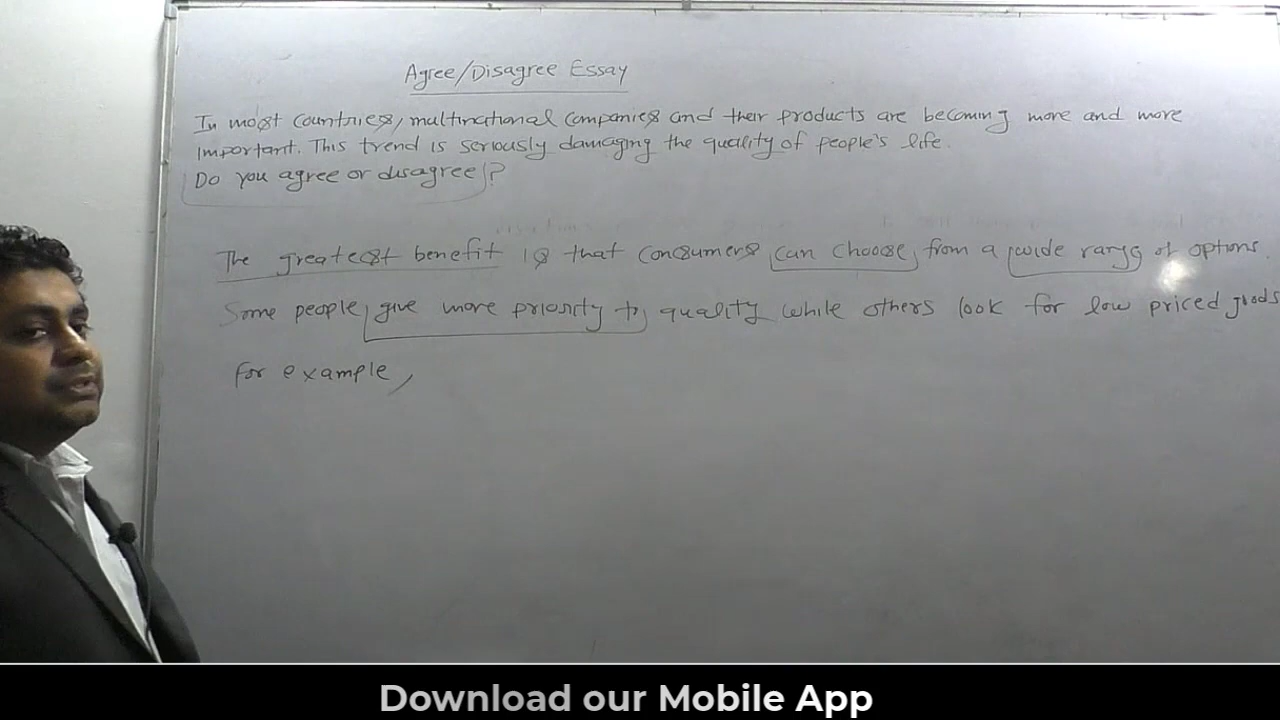 Agree/Disagree Essay
In most countries, multinational companies and their products are becoming more and more
important. This trend is seriously damaging the quality of people's life.
Do you agree or disagree?
The greatest benefit is that consumers can choose from a wide range of options.
Some people give more priority to quality while others look for low priced goods
for example,
Download our Mobile App